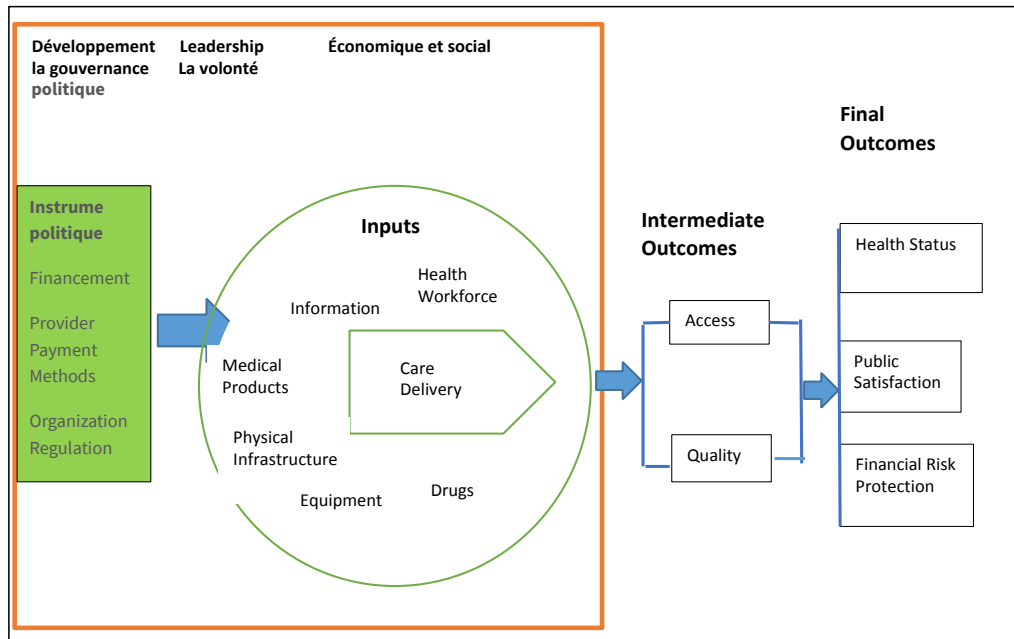 Développement
la gouvernance
politique
Leadership
La volonté
Économique et social
Final
Outcomes
Instrume
politique
Financement
Provider
Payment
Methods
Organization
Regulation
Inputs
Health
Workforce
Information
Medical
Products
Care
Delivery
Physical
Infrastructure
Equipment
Drugs
Intermediate
Outcomes
Access
Quality
Health Status
Public
Satisfaction
Financial Risk
Protection